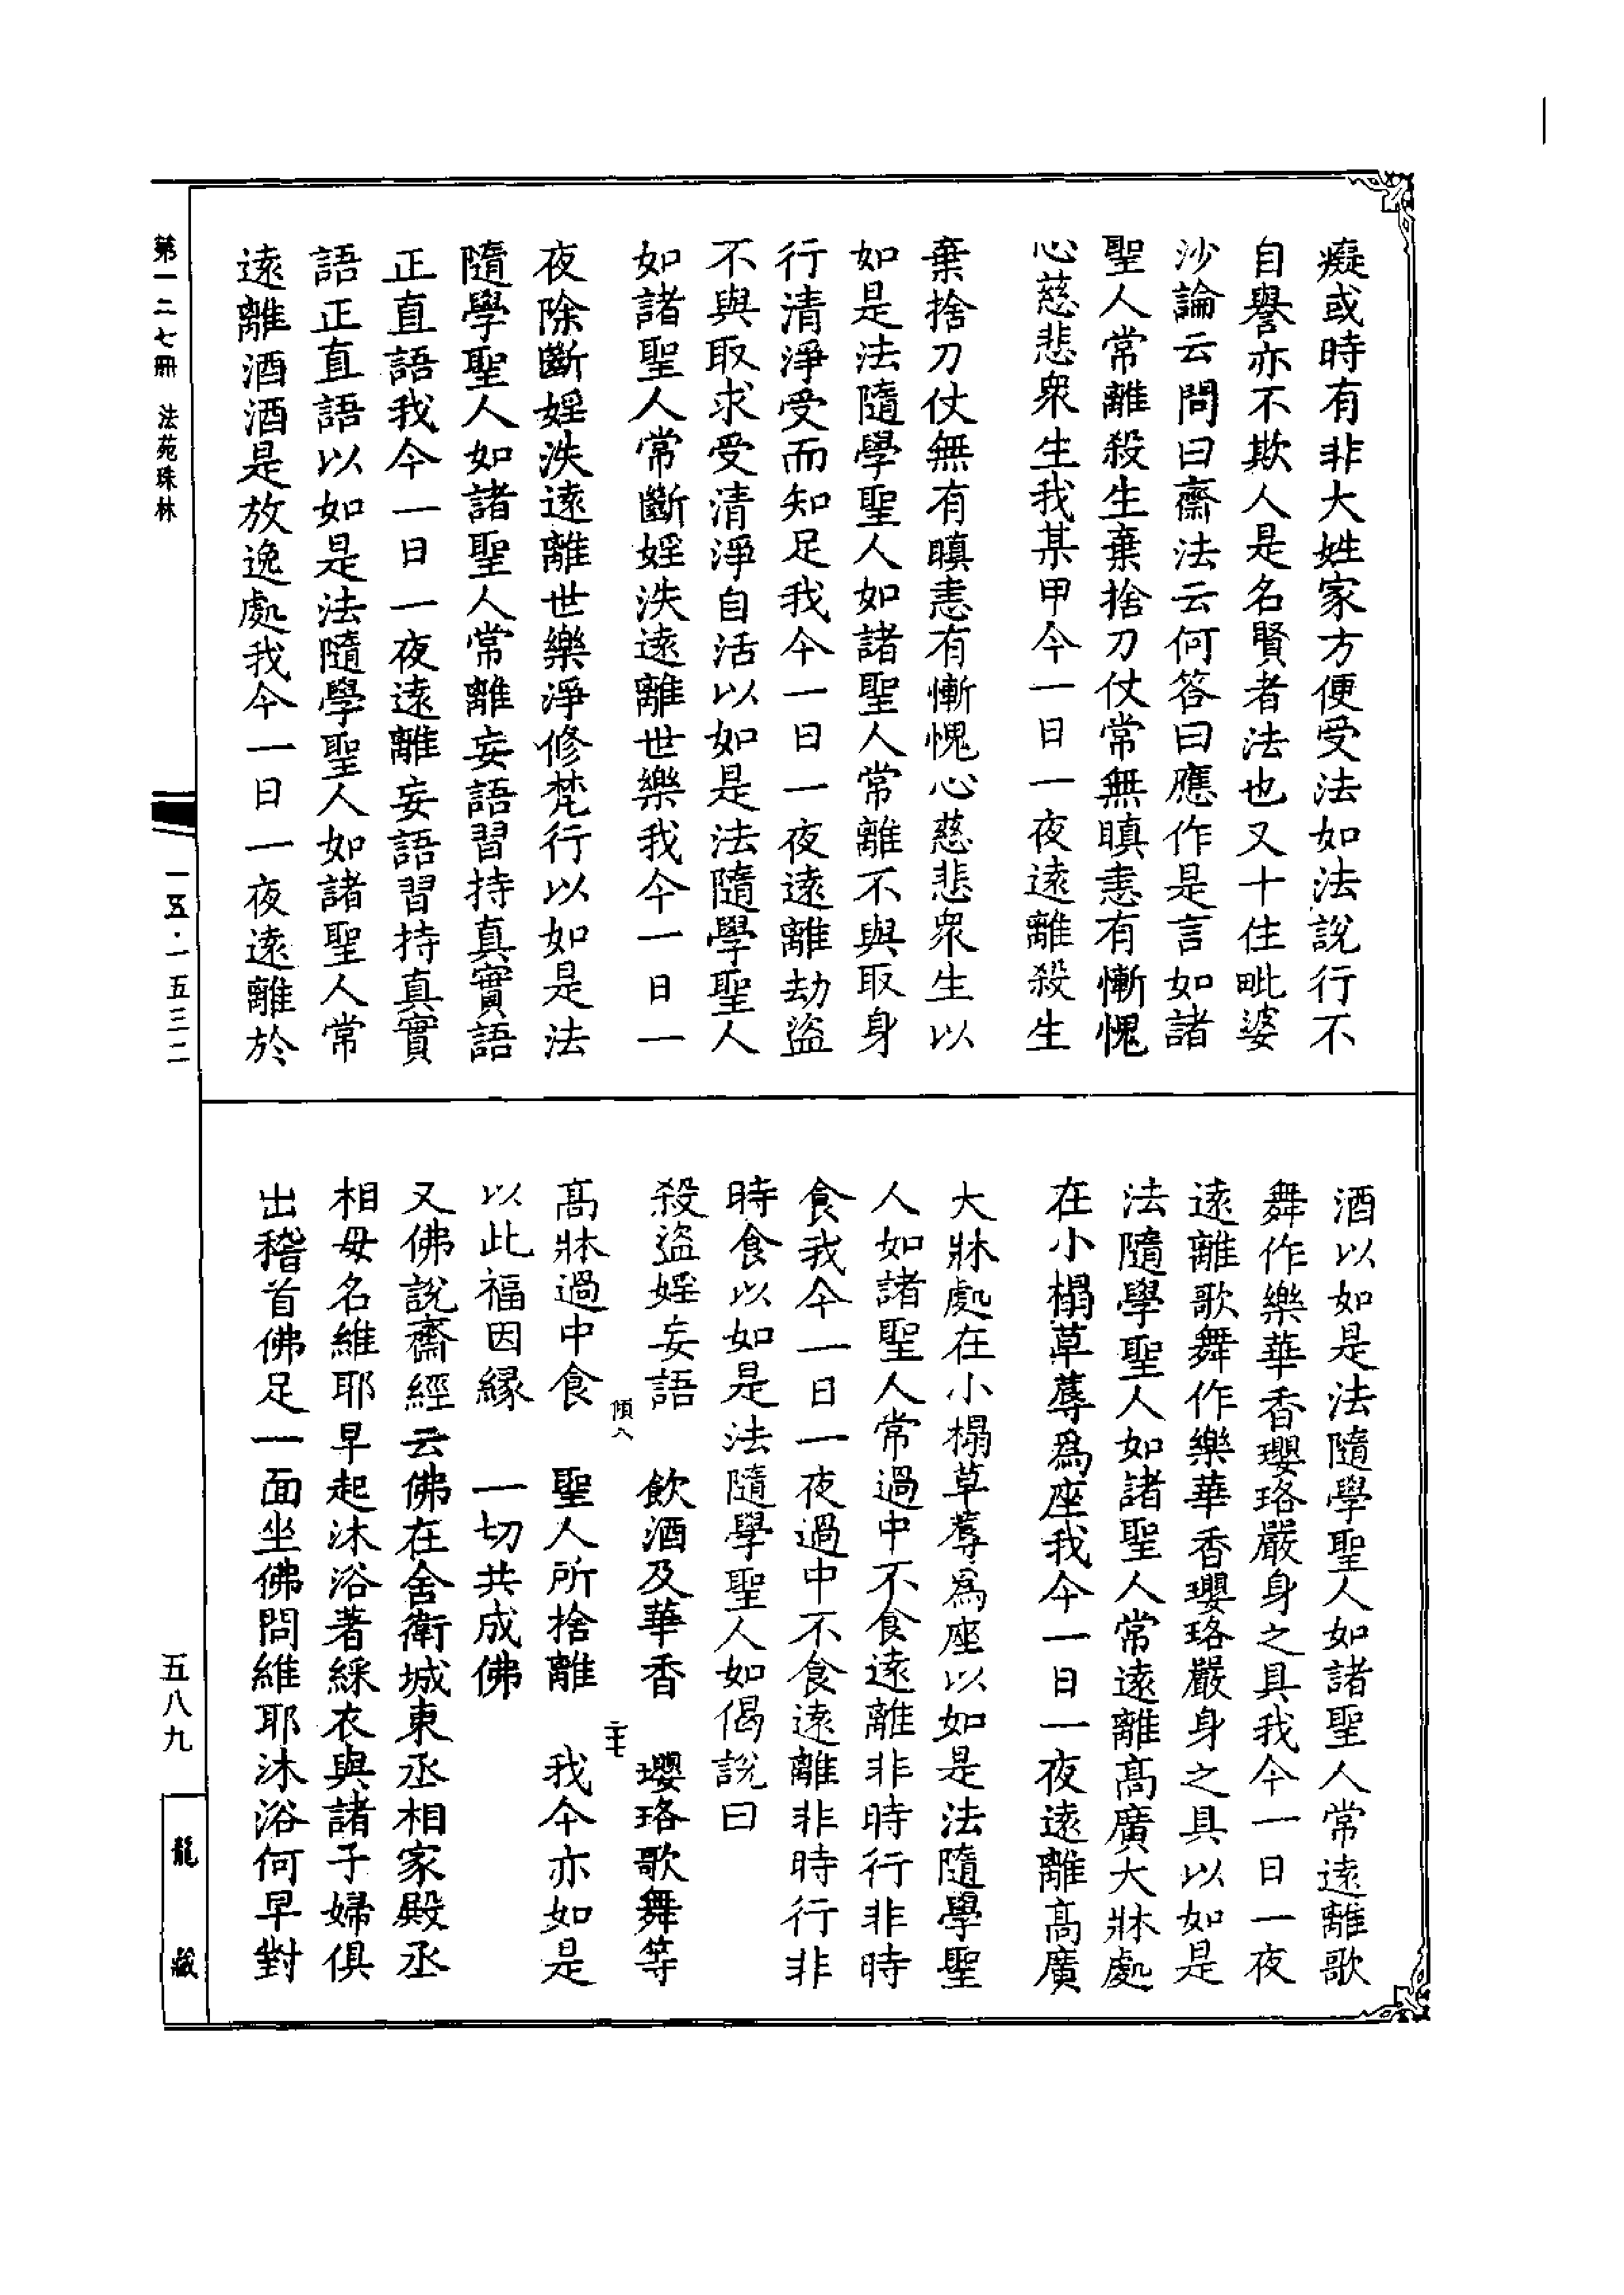 癡或時有非大姓家方便受法如法說行不
自譽亦不欺人是名賢者法也又十住毗婆
沙論云問曰齋法云何答曰應作是言如諸
聖人常離殺生棄捨刀仗常無瞋恚有慚愧
心慈悲衆生我某甲今一日一夜遠離殺生
棄捨刀仗無有瞋恚有慚愧心慈悲衆生以
如是法隨學聖人如諸聖人常離不與取身
行清淨受而知足我今一日一夜遠離劫盜
不與取求受清淨自活以如是法隨學聖人
如諸聖人常斷婬泆遠離世樂我今一日一
夜除斷婬泆遠離世樂淨修梵行以如是法
隨學聖人如諸聖人常離妄語習持真實語
正直語我今一日一夜遠離妄語習持真實
語正直語以如是法隨學聖人如諸聖人常
遠離酒酒是放逸處我今一日一夜遠離於
酒以如是法隨學聖人如諸聖人常遠離歌
舞作樂華香瓔珞嚴身之具我今一日一夜
遠離歌舞作樂華香瓔珞嚴身之具以如是
法隨學聖人如諸聖人常遠離高廣大牀處
在小榻草蓐爲座我今一日一夜遠離高廣
大牀處在小榻草蓐爲座以如是法隨學聖
人如諸聖人常過中不食遠離非時行非時
食我今一日一夜過中不食遠離非時行非
時食以如是法隨學聖人如偈說曰
殺盜婬妄語　飲酒及華香　瓔珞歌舞等
高牀過中食　聖人所捨離　我今亦如是
以此福因緣　一切共成佛
又佛說齋經云佛在舍衛城東丞相家殿丞
相母名維耶早起沐浴著綵衣與諸子婦俱
出稽首佛足一面坐佛問維耶沐浴何早對
第一二七冊　法苑珠林
一五·一五三二
五八九
龍藏